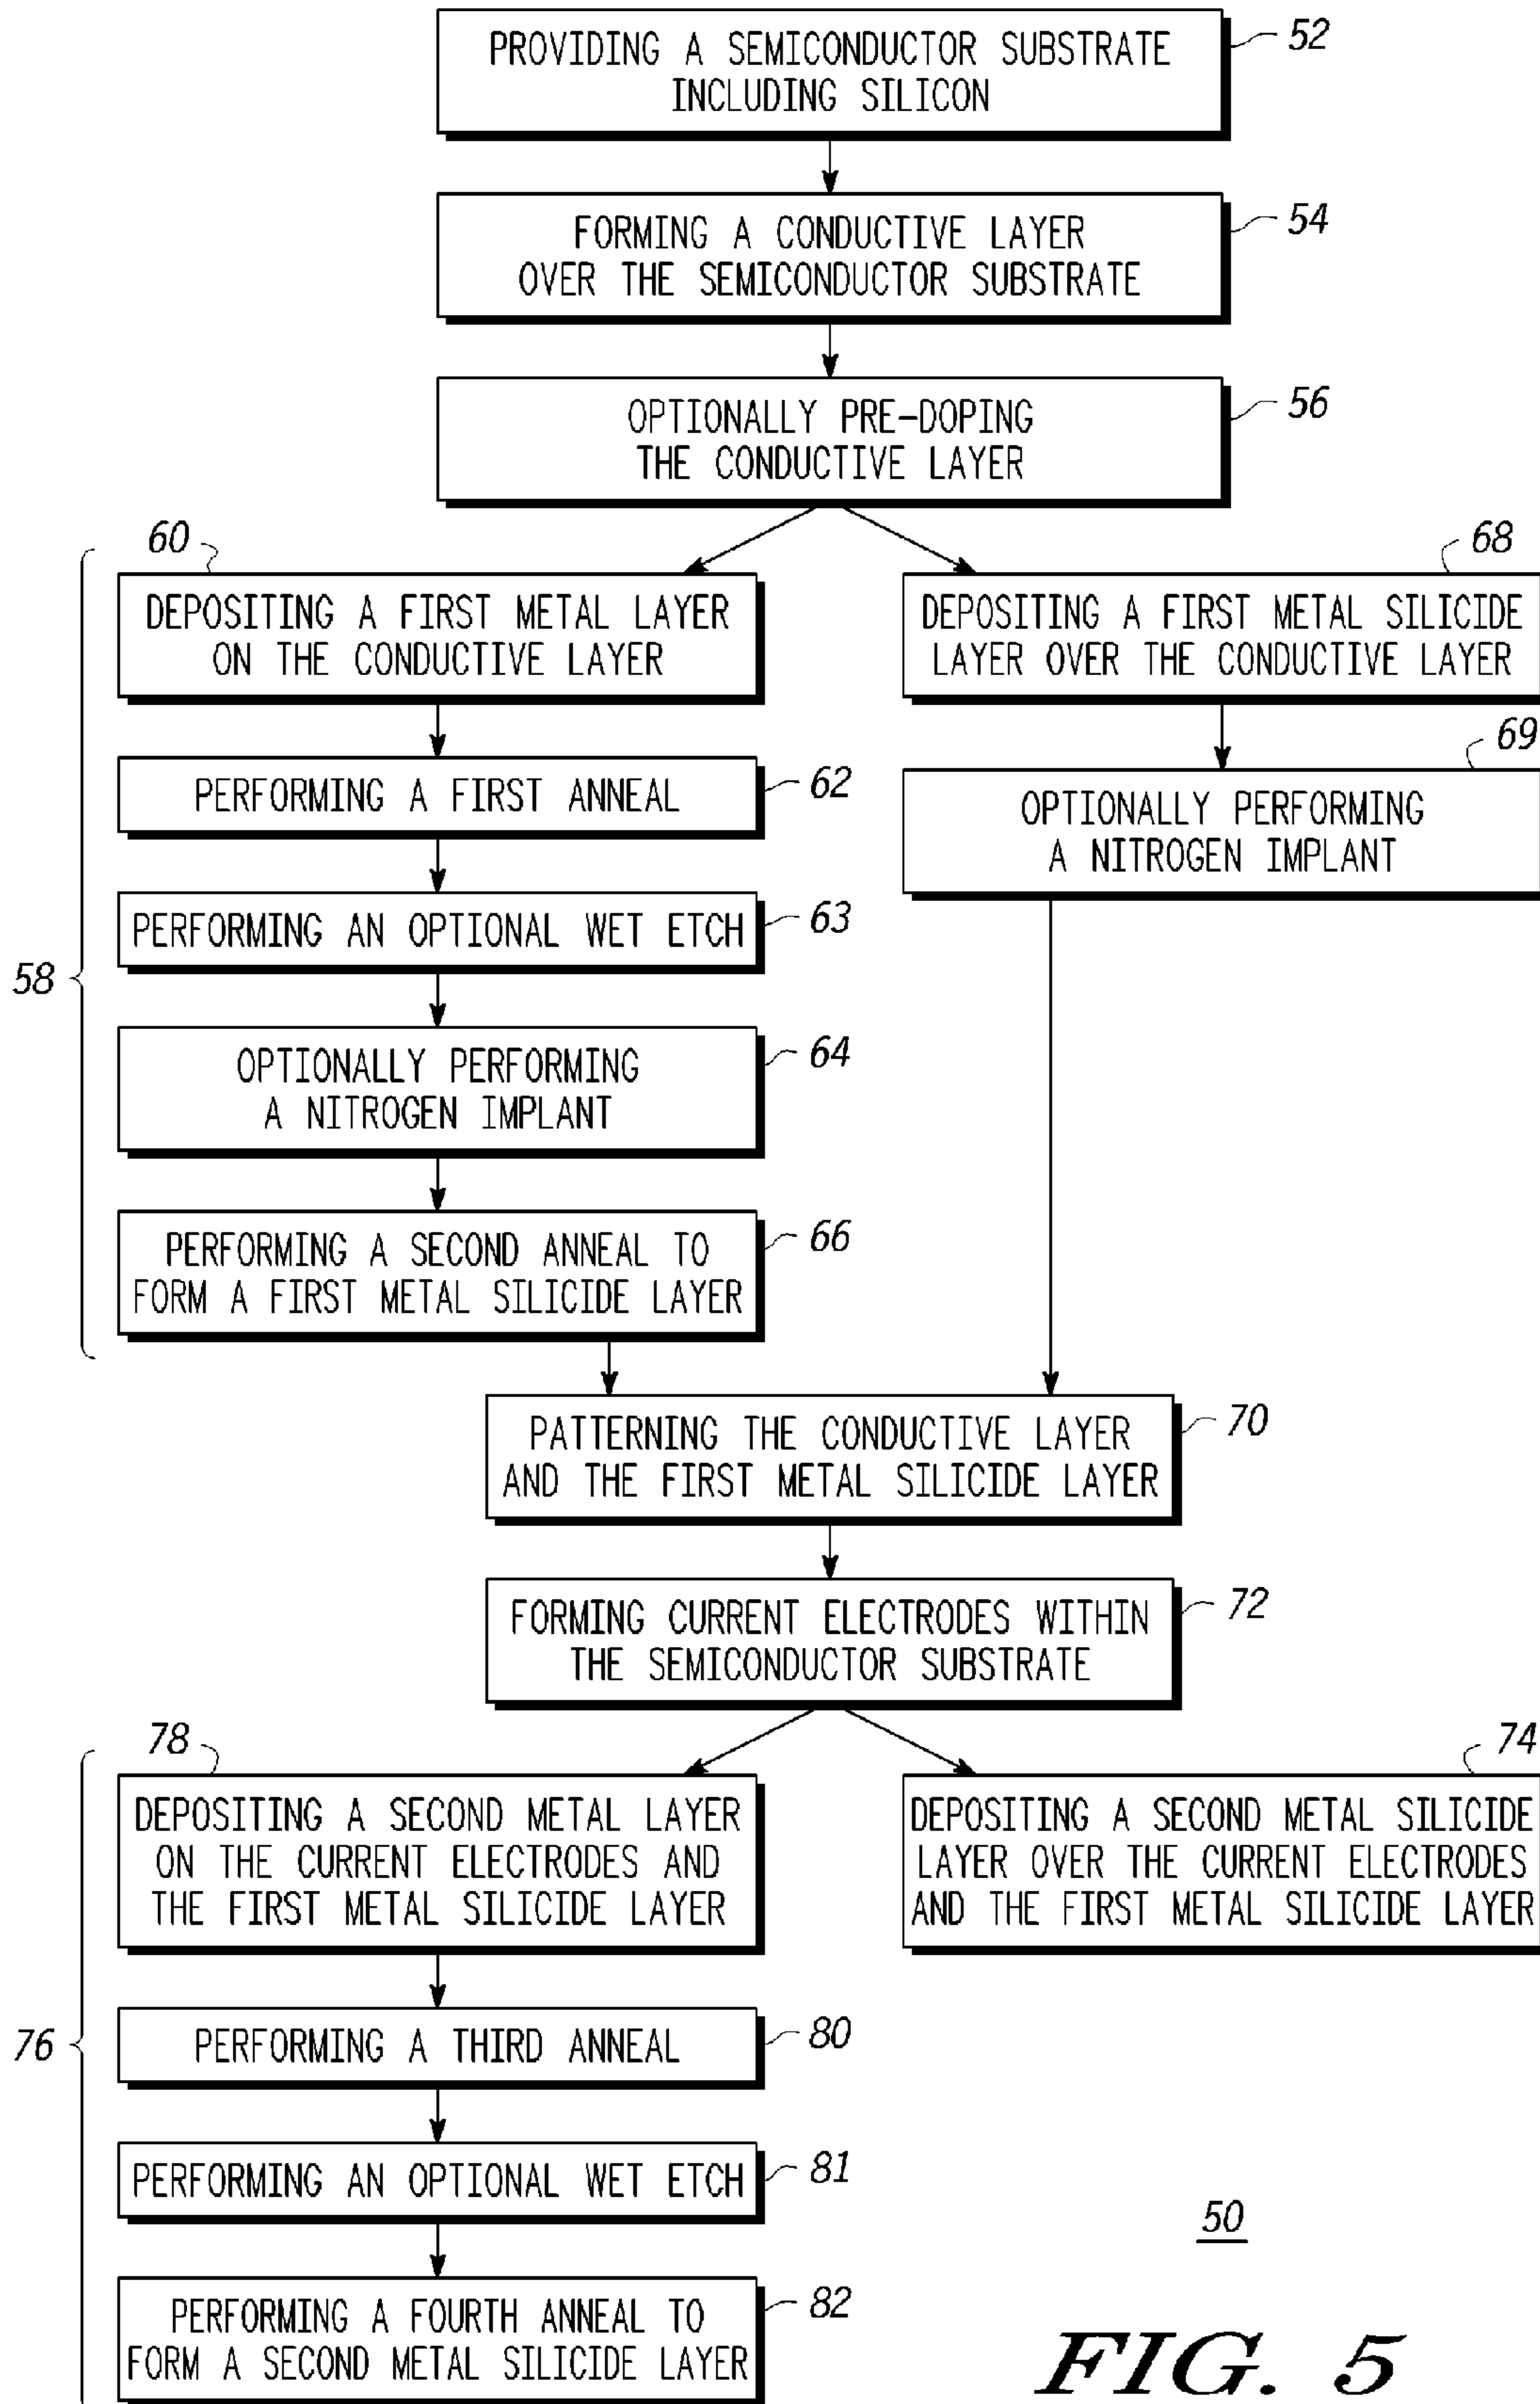 PROVIDING A SEMICONDUCTOR SUBSTRATE
INCLUDING SILICON
52
FORMING A CONDUCTIVE LAYER
OVER THE SEMICONDUCTOR SUBSTRATE
54
OPTIONALLY PRE-DOPING
THE CONDUCTIVE LAYER
56
58
60
DEPOSITING A FIRST METAL LAYER
ON THE CONDUCTIVE LAYER
68
DEPOSITING A FIRST METAL SILICIDE
LAYER OVER THE CONDUCTIVE LAYER
PERFORMING A FIRST ANNEAL
62
69
OPTIONALLY PERFORMING
A NITROGEN IMPLANT
PERFORMING AN OPTIONAL WET ETCH
63
OPTIONALLY PERFORMING
A NITROGEN IMPLANT
64
PERFORMING A SECOND ANNEAL TO
FORM A FIRST METAL SILICIDE LAYER
66
PATTERNING THE CONDUCTIVE LAYER
AND THE FIRST METAL SILICIDE LAYER
70
FORMING CURRENT ELECTRODES WITHIN
THE SEMICONDUCTOR SUBSTRATE
72
76
78
DEPOSITING A SECOND METAL LAYER
ON THE CURRENT ELECTRODES AND
THE FIRST METAL SILICIDE LAYER
74
DEPOSITING A SECOND METAL SILICIDE
LAYER OVER THE CURRENT ELECTRODES
AND THE FIRST METAL SILICIDE LAYER
PERFORMING A THIRD ANNEAL
80
PERFORMING AN OPTIONAL WET ETCH
81
PERFORMING A FOURTH ANNEAL TO
FORM A SECOND METAL SILICIDE LAYER
82
50
FIG. 5